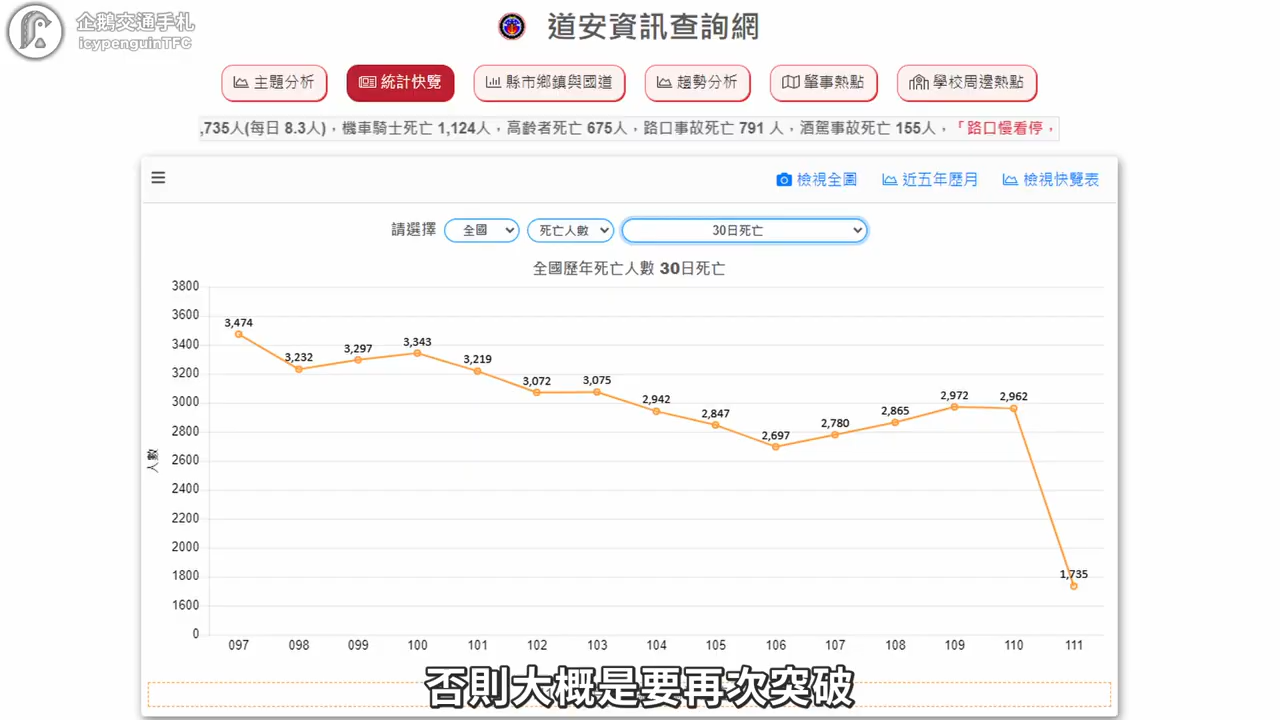 企鵝交通手札
icypenguinTFC
道安資訊查詢網
主題分析
統計快覽
縣市鄉鎮與國道
趨勢分析
肇事熱點
學校周邊熱點
,735人(每日 8.3人)，機車騎士死亡 1,124人，高齡者死亡 675人，路口事故死亡 791 人，酒駕事故死亡 155人，「路口慢看停，
檢視全圖
近五年歷月
檢視快覽表
請選擇 全國 死亡人數 30日死亡
全國歷年死亡人數 30日死亡
人數
3800
3600
3400
3200
3000
2800
2600
2400
2200
2000
1800
1600
0
3,474
3,232
3,297
3,343
3,219
3,072
3,075
2,942
2,847
2,697
2,780
2,865
2,972
2,962
1,735
097 098 099 100 101 102 103 104 105 106 107 108 109 110 111
否則大概是要再次突破